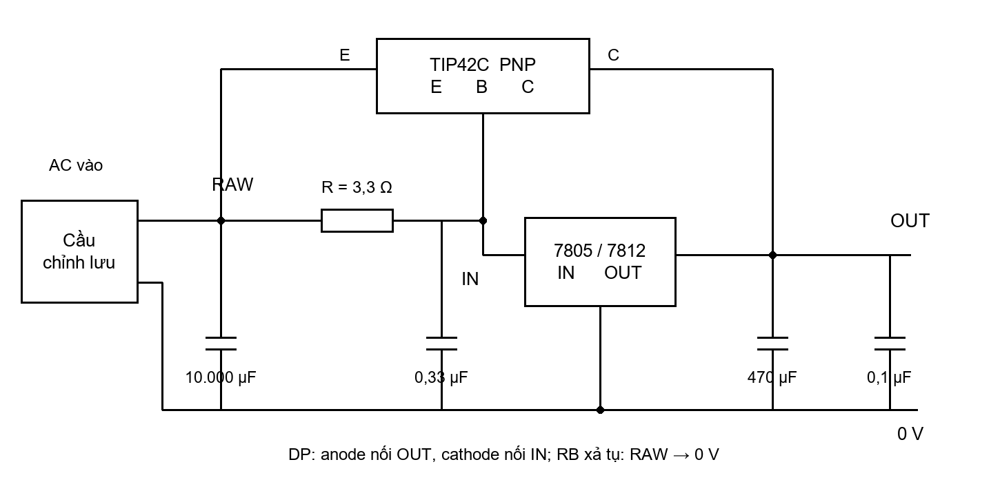 E
TIP42C PNP
E B C
C
AC vào
RAW
R = 3,3 Ω
Cầu
chỉnh lưu
IN
7805 / 7812
IN OUT
OUT
10.000 µF
0,33 µF
470 µF
0,1 µF
0 V
DP: anode nối OUT, cathode nối IN; RB xả tụ: RAW → 0 V